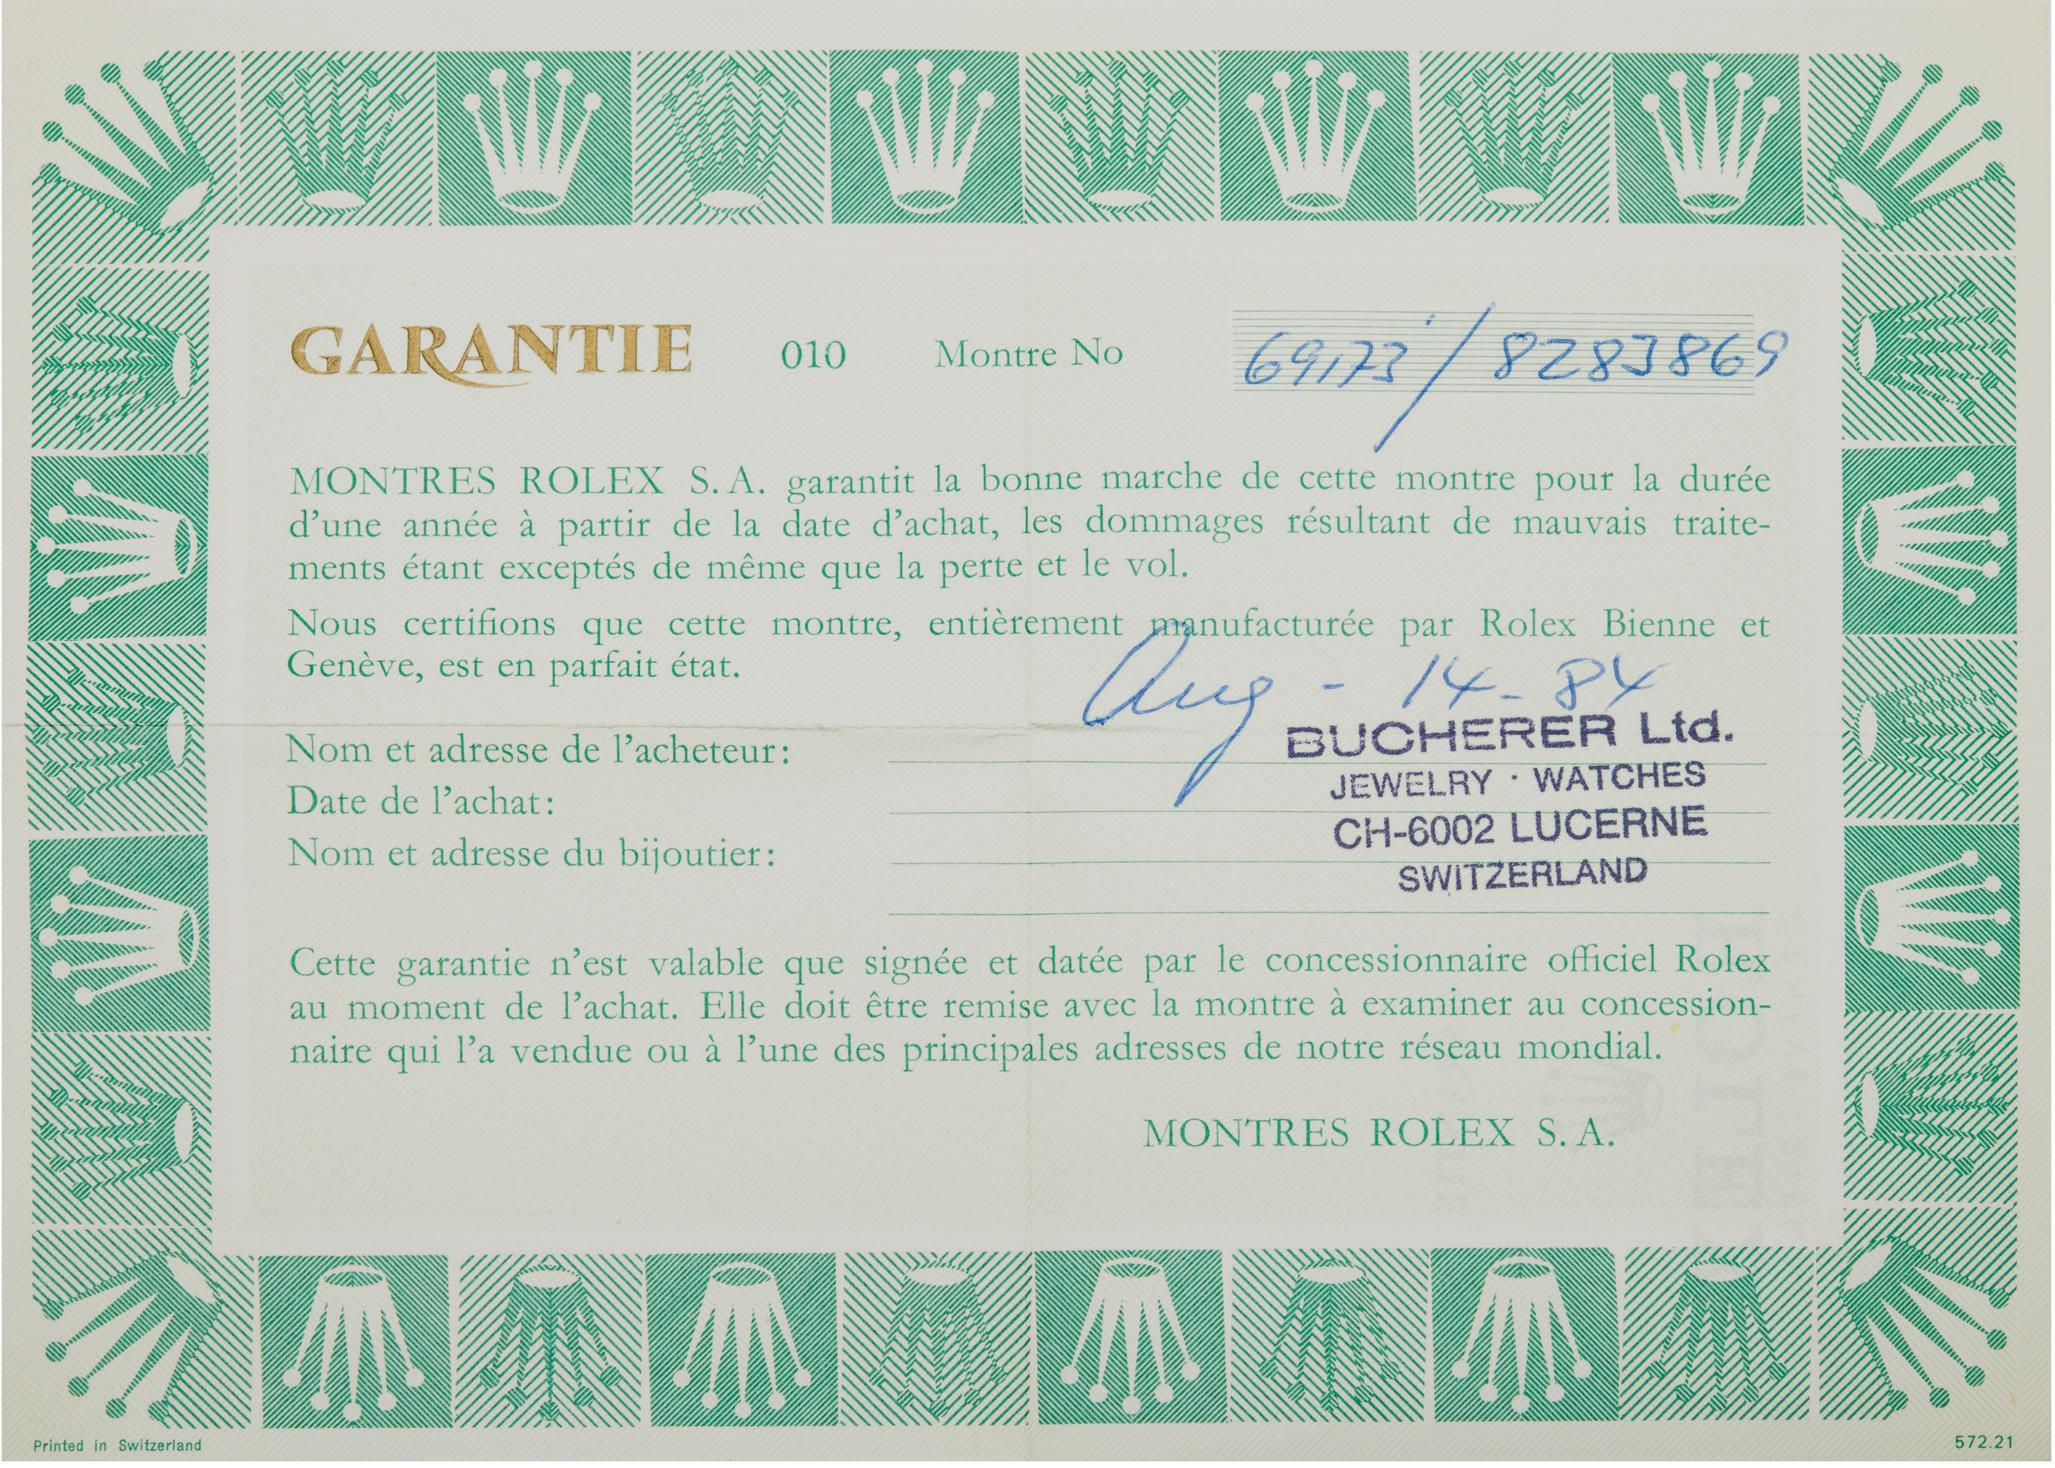 GARANTIE 010 Montre No 69173 / 8283869
MONTRES ROLEX S.A. garantit la bonne marche de cette montre pour la durée
d'une année à partir de la date d'achat, les dommages résultant de mauvais traite-
ments étant exceptés de même que la perte et le vol.
Nous certifions que cette montre, entièrement manufacturée par Rolex Bienne et
Genève, est en parfait état.
Aug - 14 - 84
Nom et adresse de l'acheteur:
Date de l'achat:
Nom et adresse du bijoutier:
BUCHERER Ltd.
JEWELRY · WATCHES
CH-6002 LUCERNE
SWITZERLAND
Cette garantie n'est valable que signée et datée par le concessionnaire officiel Rolex
au moment de l'achat. Elle doit être remise avec la montre à examiner au concession-
naire qui l'a vendue ou à l'une des principales adresses de notre réseau mondial.
MONTRES ROLEX S.A.
Printed in Switzerland
572.21